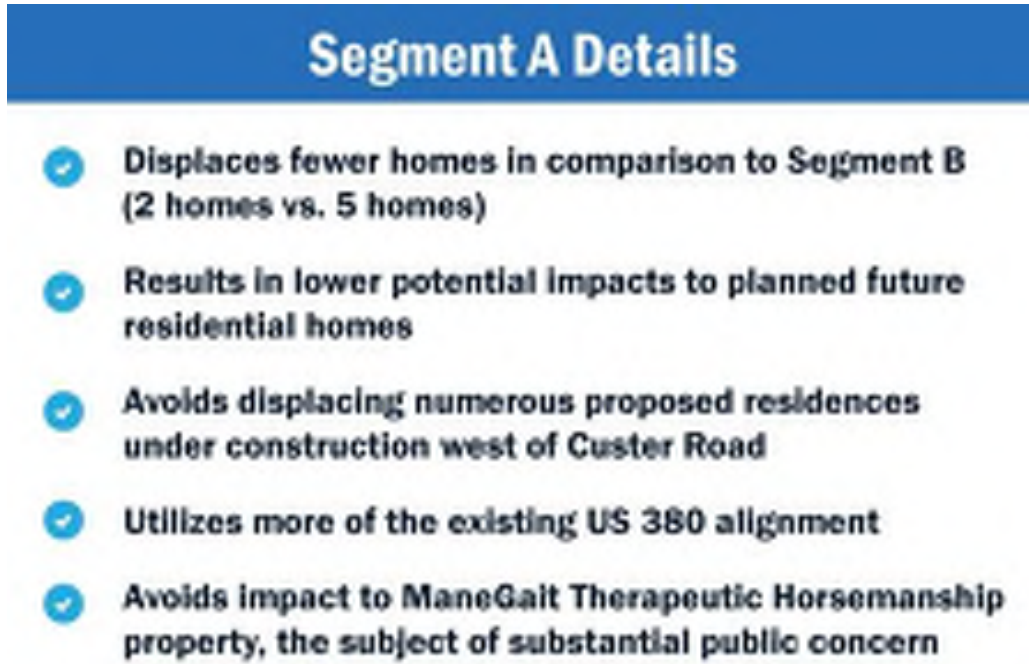 Segment A Details
Displaces fewer homes in comparison to Segment B
(2 homes vs. 5 homes)
Results in lower potential impacts to planned future
residential homes
Avoids displacing numerous proposed residences
under construction west of Custer Road
Utilizes more of the existing US 380 alignment
Avoids impact to ManeGait Therapeutic Horsemanship
property, the subject of substantial public concern